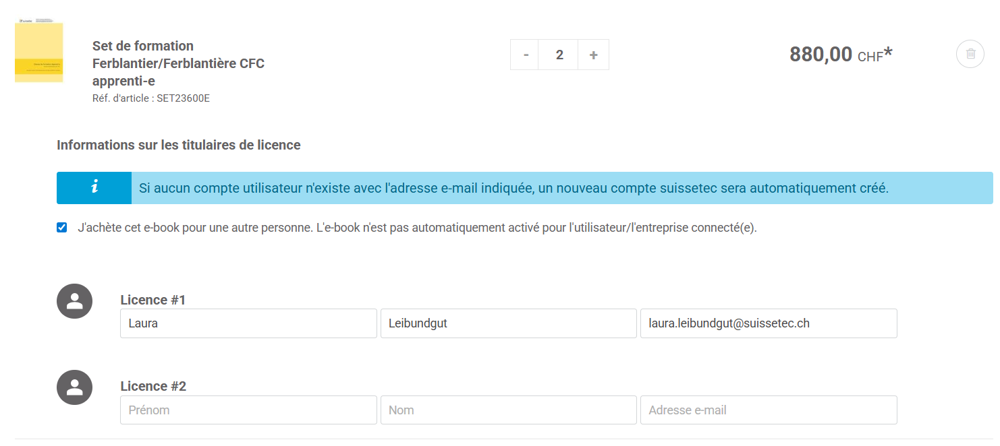 Set de formation
Ferblantier/Ferblantière CFC
apprenti-e
Réf. d'article : SET23600E
- 2 +
880,00 CHF*
Informations sur les titulaires de licence
i Si aucun compte utilisateur n'existe avec l'adresse e-mail indiquée, un nouveau compte suissetec sera automatiquement créé.
J'achète cet e-book pour une autre personne. L'e-book n'est pas automatiquement activé pour l'utilisateur/l'entreprise connecté(e).
Licence #1
Laura Leibundgut laura.leibundgut@suissetec.ch
Licence #2
Prénom Nom Adresse e-mail